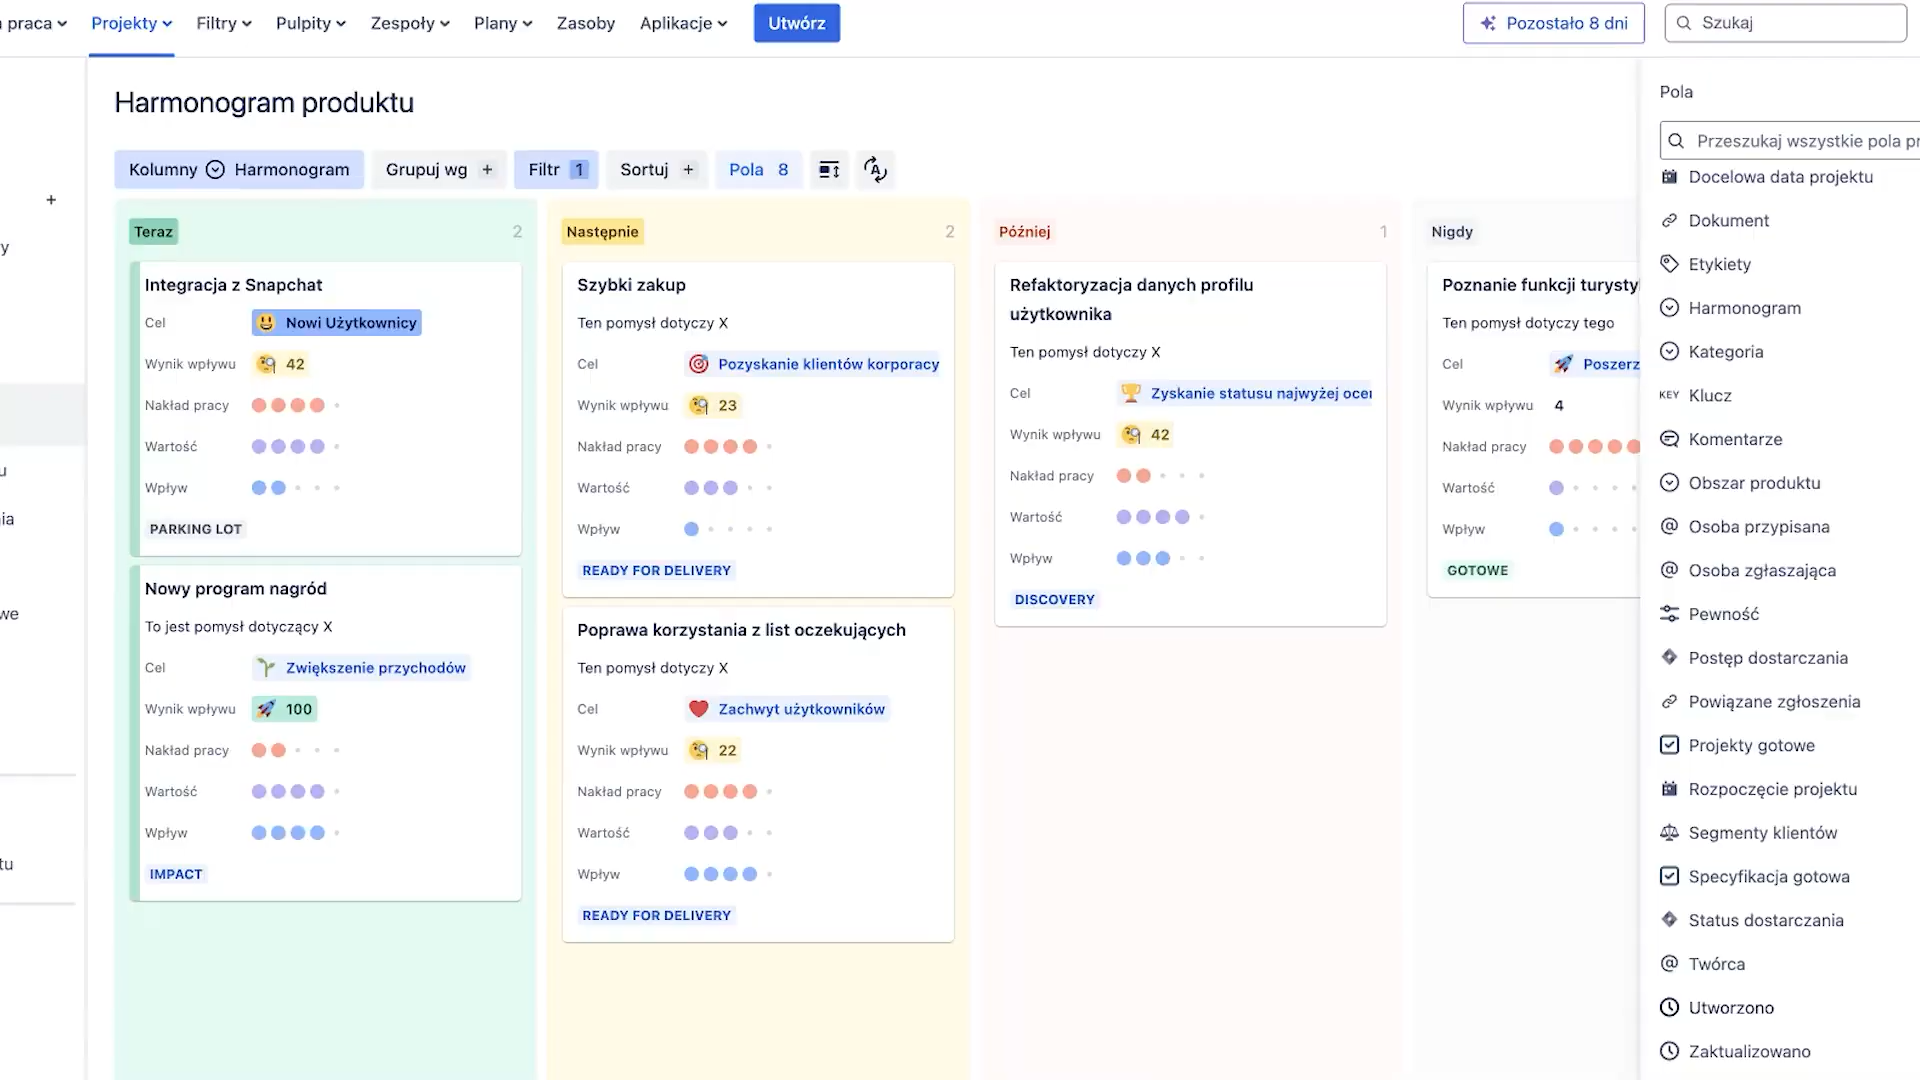 praca
Projekty
Filtry
Pulpity
Zespoły
Plany
Zasoby
Aplikacje
Utwórz
Pozostało 8 dni
Szukaj
Harmonogram produktu
Kolumny Harmonogram
Grupuj wg +
Filtr 1
Sortuj +
Pola 8
Teraz 2
Integracja z Snapchat
Cel Nowi Użytkownicy
Wynik wpływu 42
Nakład pracy
Wartość
Wpływ
PARKING LOT
Nowy program nagród
To jest pomysł dotyczący X
Cel Zwiększenie przychodów
Wynik wpływu 100
Nakład pracy
Wartość
Wpływ
IMPACT
Następnie 2
Szybki zakup
Ten pomysł dotyczy X
Cel Pozyskanie klientów korporacy
Wynik wpływu 23
Nakład pracy
Wartość
Wpływ
READY FOR DELIVERY
Poprawa korzystania z list oczekujących
Ten pomysł dotyczy X
Cel Zachwyt użytkowników
Wynik wpływu 22
Nakład pracy
Wartość
Wpływ
READY FOR DELIVERY
Później 1
Refaktoryzacja danych profilu
użytkownika
Ten pomysł dotyczy X
Cel Zyskanie statusu najwyżej ocen
Wynik wpływu 42
Nakład pracy
Wartość
Wpływ
DISCOVERY
Nigdy
Poznanie funkcji turysty
Ten pomysł dotyczy tego
Cel Poszerz
Wynik wpływu 4
Nakład pracy
Wartość
Wpływ
GOTOWE
Pola
Przeszukaj wszystkie pola pr
Docelowa data projektu
Dokument
Etykiety
Harmonogram
Kategoria
KEY Klucz
Komentarze
Obszar produktu
Osoba przypisana
Osoba zgłaszająca
Pewność
Postęp dostarczania
Powiązane zgłoszenia
Projekty gotowe
Rozpoczęcie projektu
Segmenty klientów
Specyfikacja gotowa
Status dostarczania
Twórca
Utworzono
Zaktualizowano